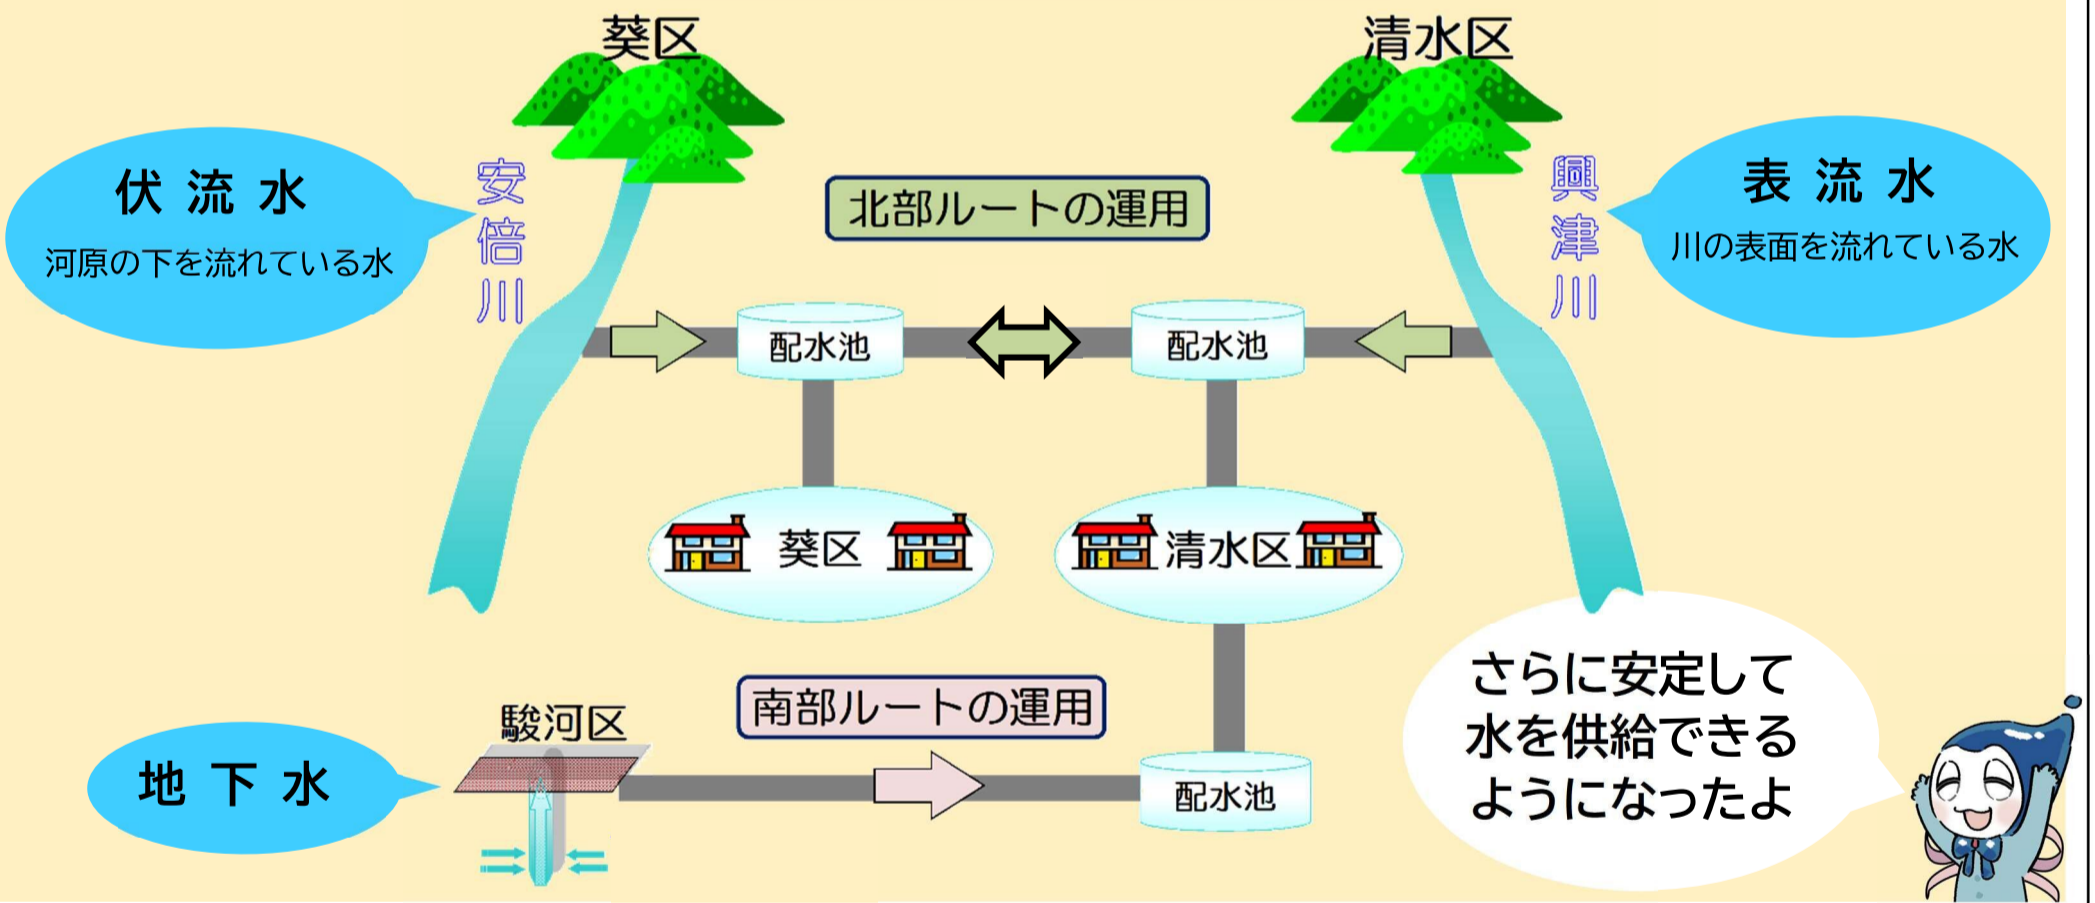 葵区
清水区
伏流水
河原の下を流れている水
安倍川
北部ルートの運用
興津川
表流水
川の表面を流れている水
配水池
配水池
葵区
清水区
駿河区
地下水
南部ルートの運用
配水池
さらに安定して
水を供給できる
ようになったよ